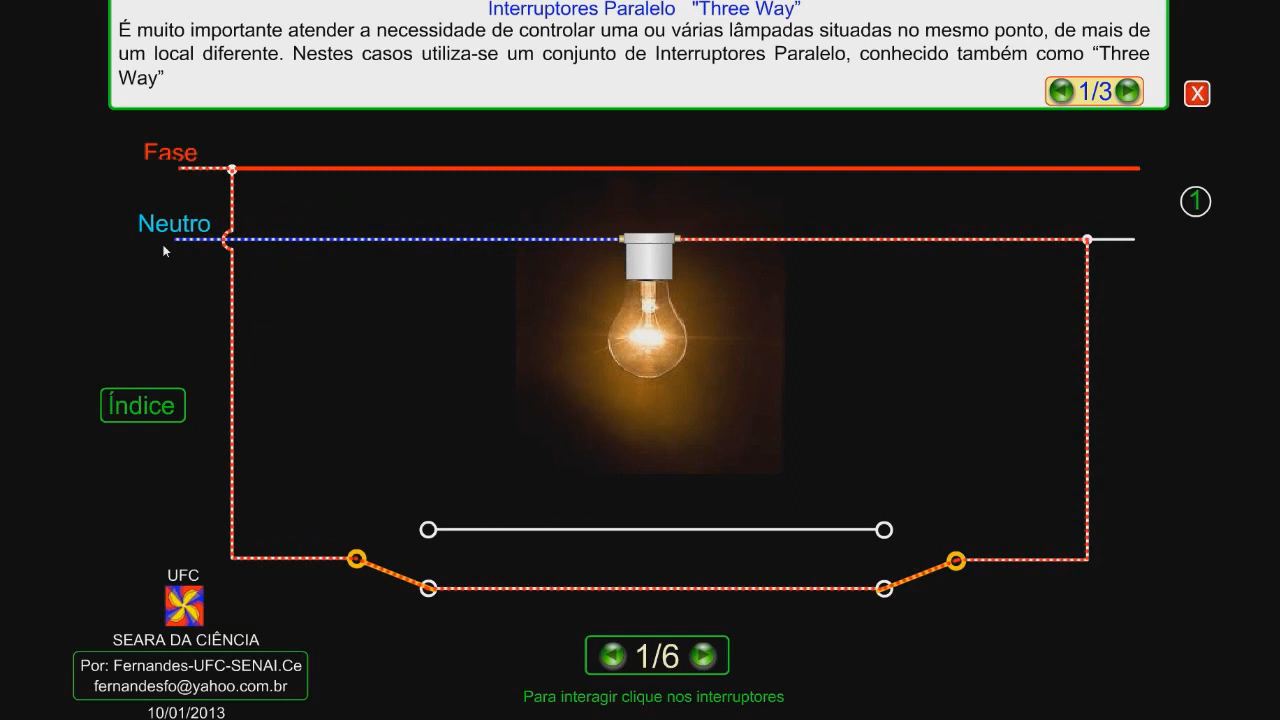 Interruptores Paralelo "Three Way”
É muito importante atender a necessidade de controlar uma ou várias lâmpadas situadas no mesmo ponto, de mais de
um local diferente. Nestes casos utiliza-se um conjunto de Interruptores Paralelo, conhecido também como “Three
Way”
1/3
X
Fase
Neutro
1
Índice
UFC
SEARA DA CIÊNCIA
Por: Fernandes-UFC-SENAI.Ce
fernandesfo@yahoo.com.br
10/01/2013
1/6
Para interagir clique nos interruptores